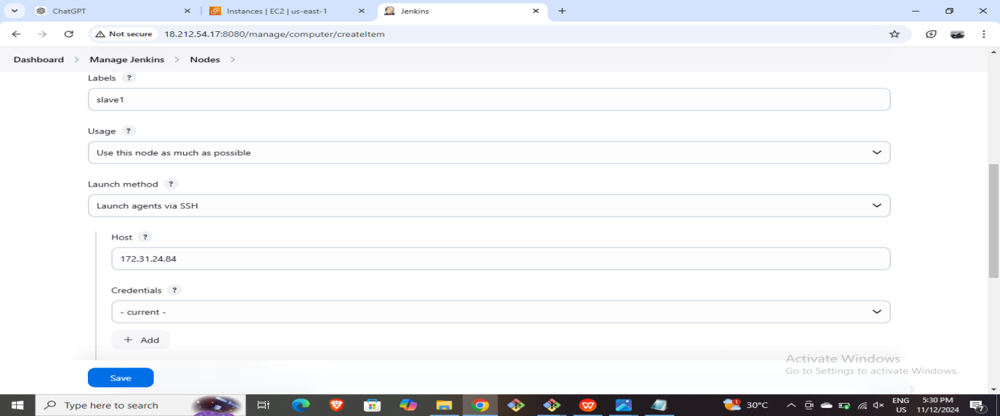 ChatGPT
Instances | EC2 | us-east-1
Jenkins
Not secure 18.212.54.17:8080/manage/computer/createItem
Dashboard > Manage Jenkins > Nodes >
Labels ?
slave1
Usage ?
Use this node as much as possible
Launch method ?
Launch agents via SSH
Host ?
172.31.24.84
Credentials ?
- current -
+ Add
Save
Activate Windows
Go to Settings to activate Windows.
Type here to search
1
30°C
ENG
US
5:30 PM
11/12/2024
7